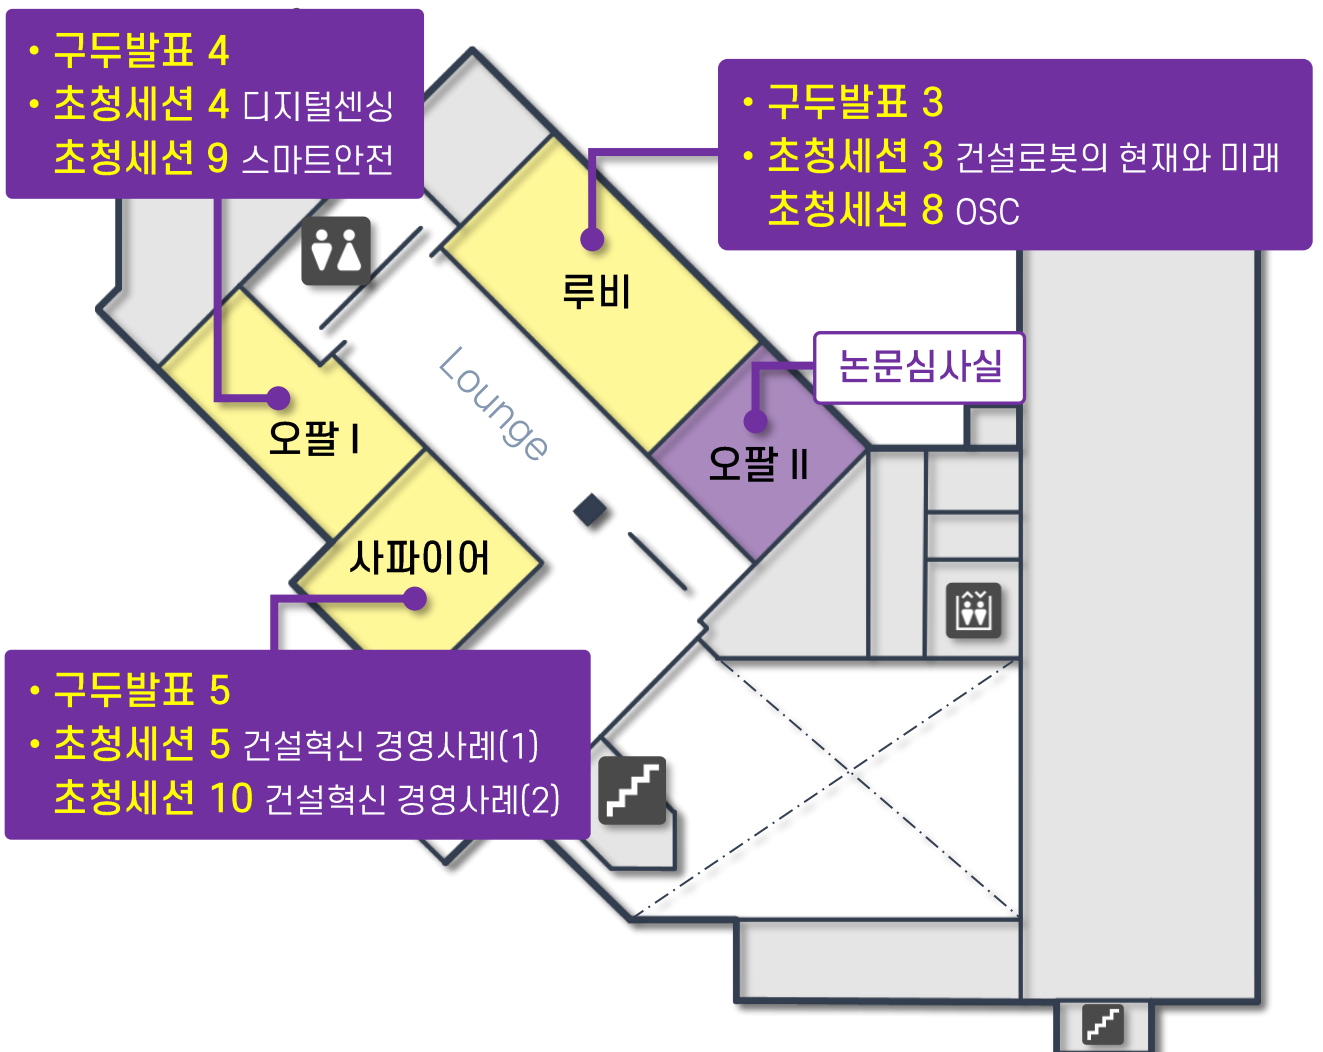 • 구두발표 4
• 초청세션 4 디지털센싱
초청세션 9 스마트안전
• 구두발표 3
• 초청세션 3 건설로봇의 현재와 미래
초청세션 8 OSC
루비
논문심사실
Lounge
오팔 I
오팔 II
사파이어
• 구두발표 5
• 초청세션 5 건설혁신 경영사례(1)
초청세션 10 건설혁신 경영사례(2)